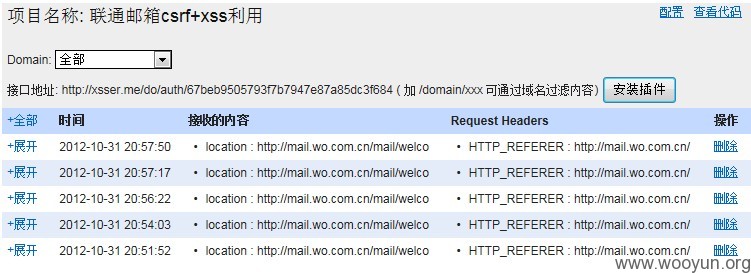 项目名称: 联通邮箱csrf+xss利用 配置 查看代码
Domain: 全部
接口地址: http://xsser.me/do/auth/67beb9505793f7b7947e87a85dc3f684 ( 加 /domain/xxx 可通过域名过滤内容) 安装插件
+全部 时间 接收的内容 Request Headers 操作
+展开 2012-10-31 20:57:50 • location : http://mail.wo.com.cn/mail/welco • HTTP_REFERER : http://mail.wo.com.cn/ 删除
+展开 2012-10-31 20:57:17 • location : http://mail.wo.com.cn/mail/welco • HTTP_REFERER : http://mail.wo.com.cn/ 删除
+展开 2012-10-31 20:56:22 • location : http://mail.wo.com.cn/mail/welco • HTTP_REFERER : http://mail.wo.com.cn/ 删除
+展开 2012-10-31 20:54:03 • location : http://mail.wo.com.cn/mail/welco • HTTP_REFERER : http://mail.wo.com.cn/ 删除
+展开 2012-10-31 20:51:52 • location : http://mail.wo.com.cn/mail/welco • HTTP_REFERER : http://mail.wo.com.cn/ 删除
www.wooyun.org